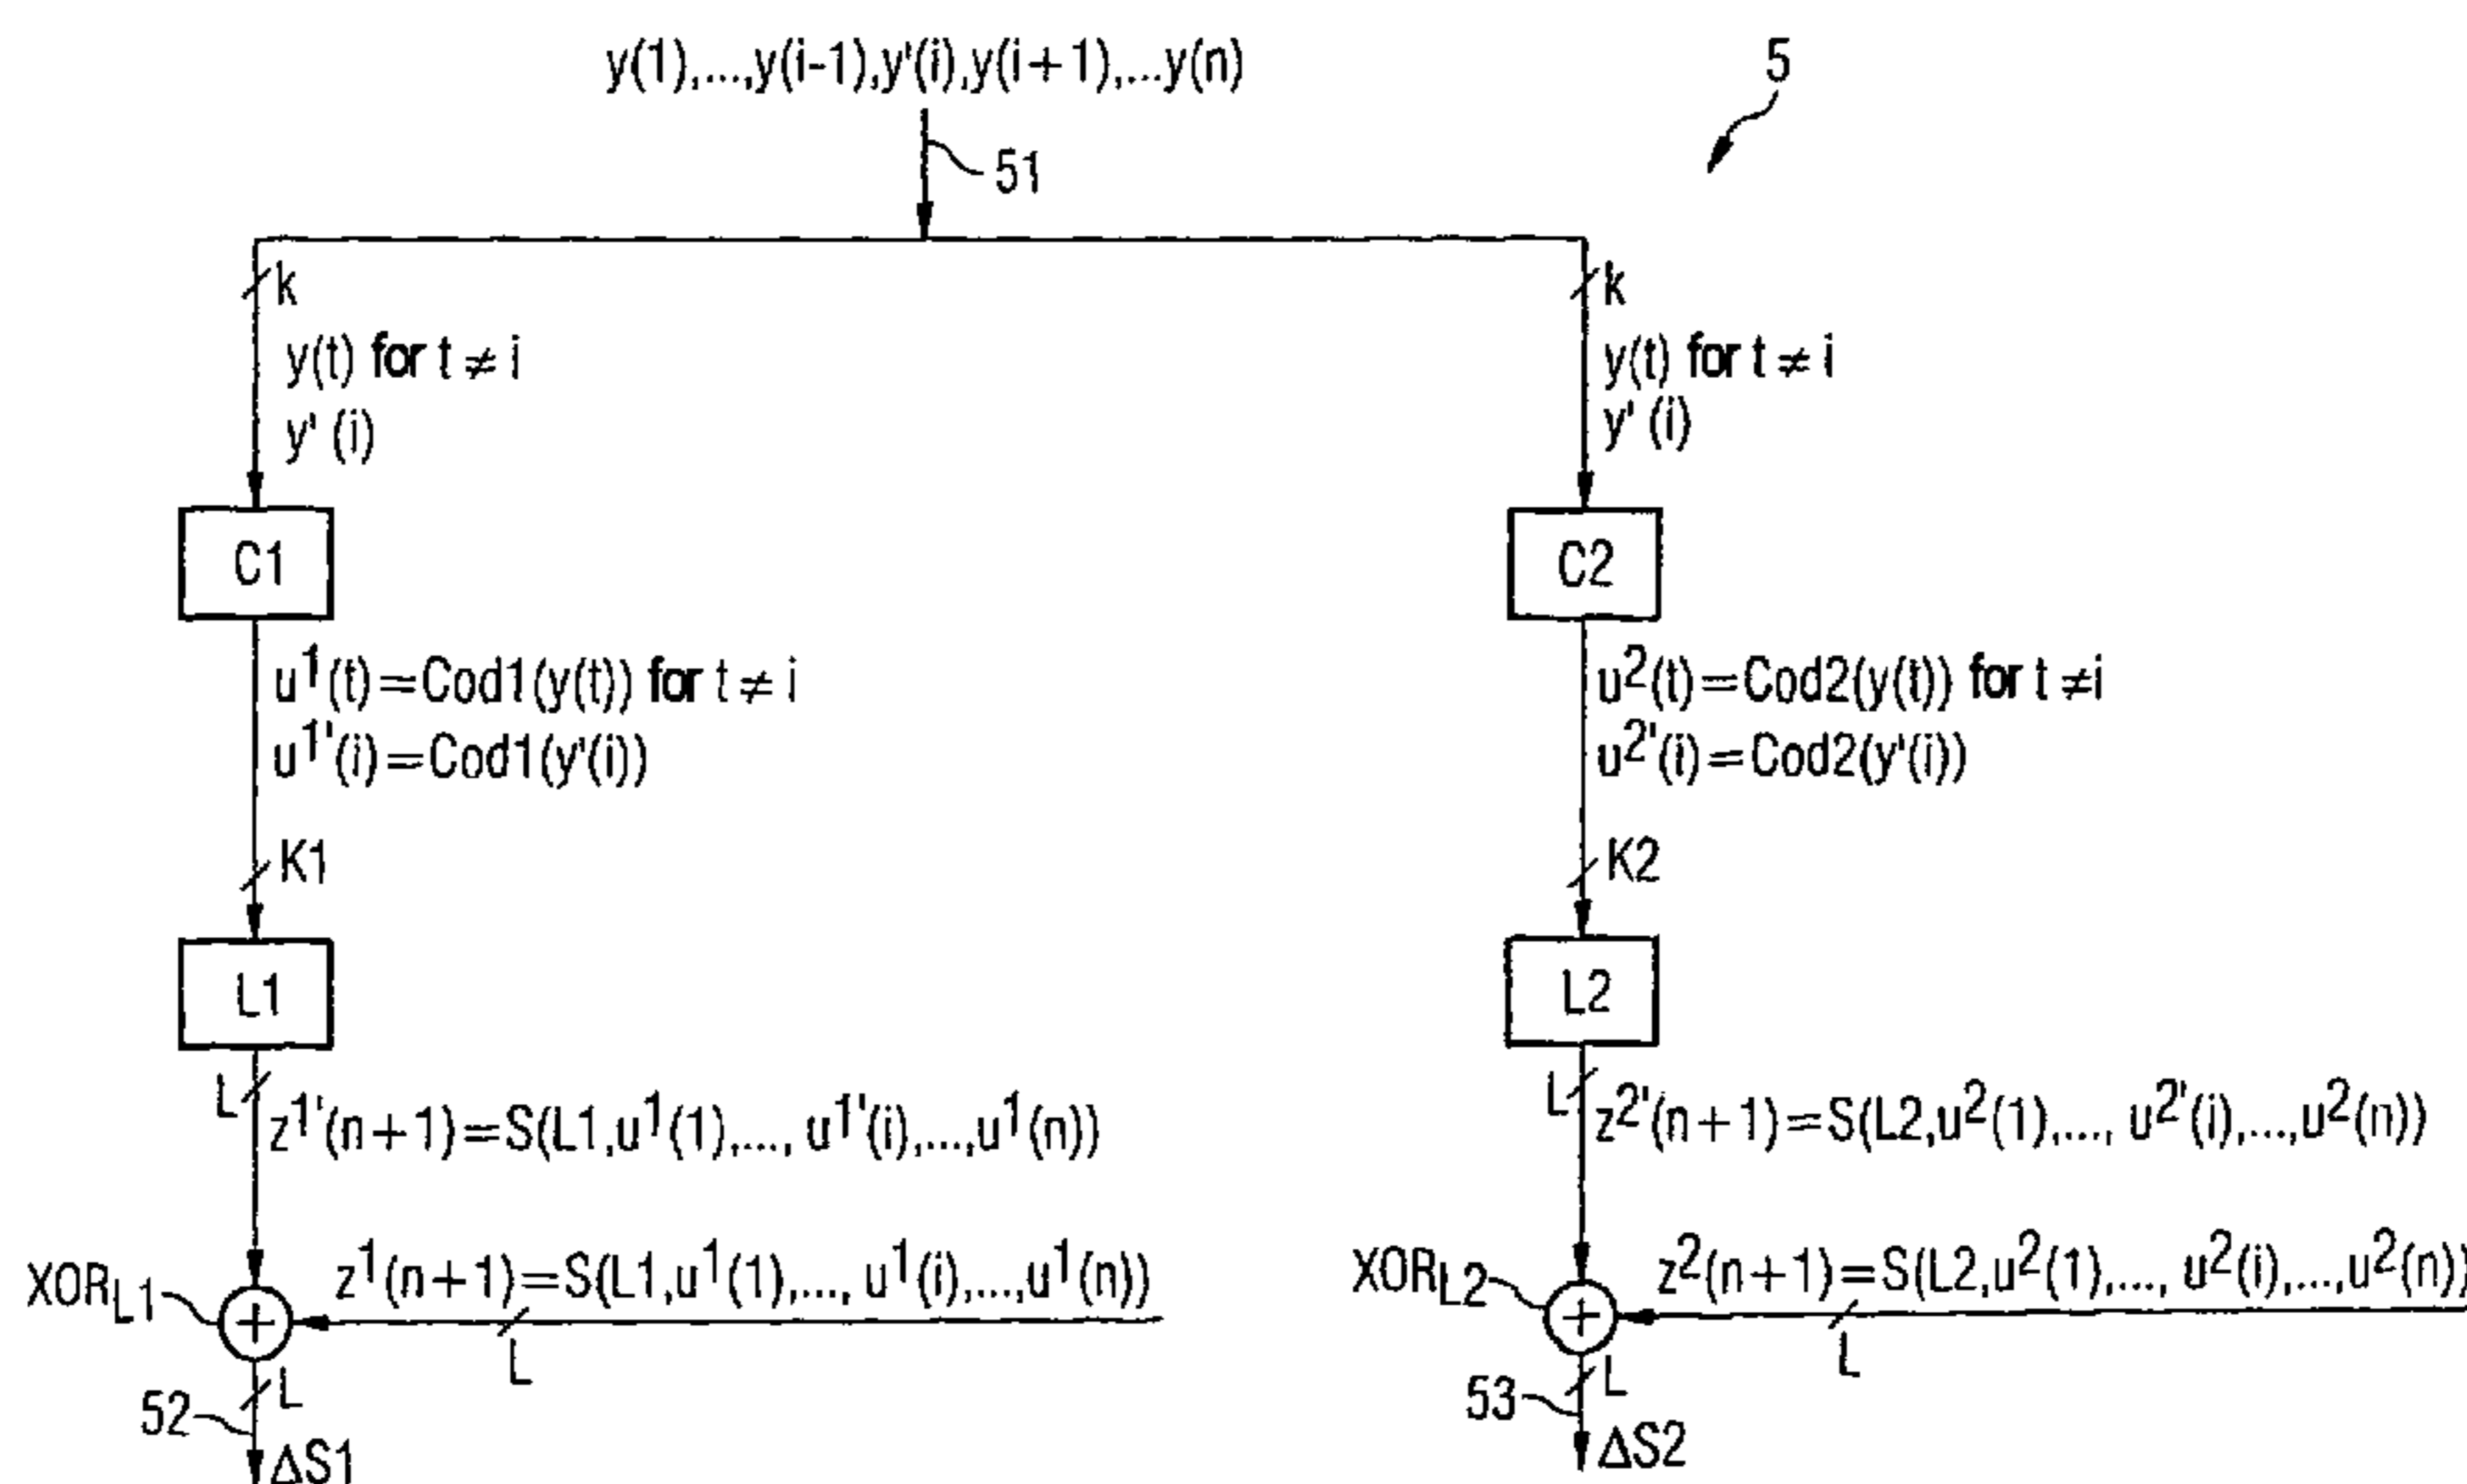 y(1),...,y(i-1),y'(i),y(i+1),...y(n)
5
51
k
k
y(t) for t ≠ i
y'(i)
y(t) for t ≠ i
y'(i)
C1
C2
u¹(t)=Cod1(y(t)) for t ≠ i
u¹'(i)=Cod1(y'(i))
u²(t)=Cod2(y(t)) for t ≠i
u²'(i)=Cod2(y'(i))
K1
K2
L1
L2
L
z¹'(n+1)=S(L1,u¹(1),..., u¹'(i),...,u¹(n))
L
z²'(n+1)=S(L2,u²(1),..., u²'(i),...,u²(n))
XOR_L1
+
z¹(n+1)=S(L1,u¹(1),..., u¹(i),...,u¹(n))
L
XOR_L2
+
z²(n+1)=S(L2,u²(1),..., u²(i),...,u²(n))
L
52
L
ΔS1
53
L
ΔS2